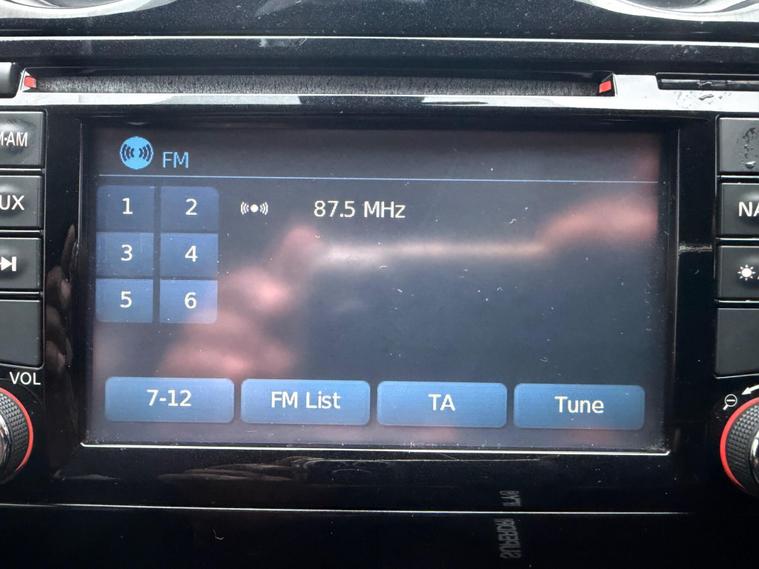 FM
1 2 87.5 MHz
3 4
5 6
7-12 FM List TA Tune
M·AM
UX
VOL
NA